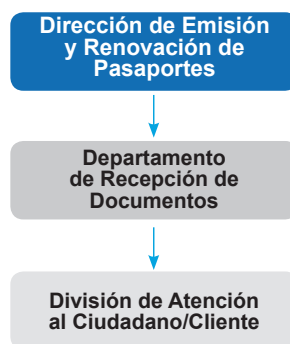 Dirección de Emisión
y Renovación de
Pasaportes
Departamento
de Recepción de
Documentos
División de Atención
al Ciudadano/Cliente